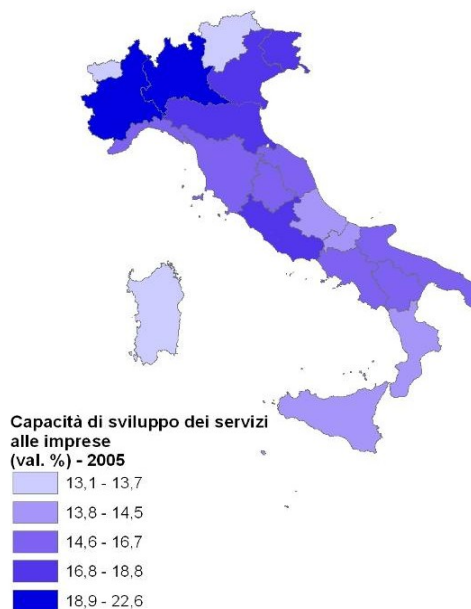 Capacità di sviluppo dei servizi
alle imprese
(val. %) - 2005
13,1 - 13,7
13,8 - 14,5
14,6 - 16,7
16,8 - 18,8
18,9 - 22,6